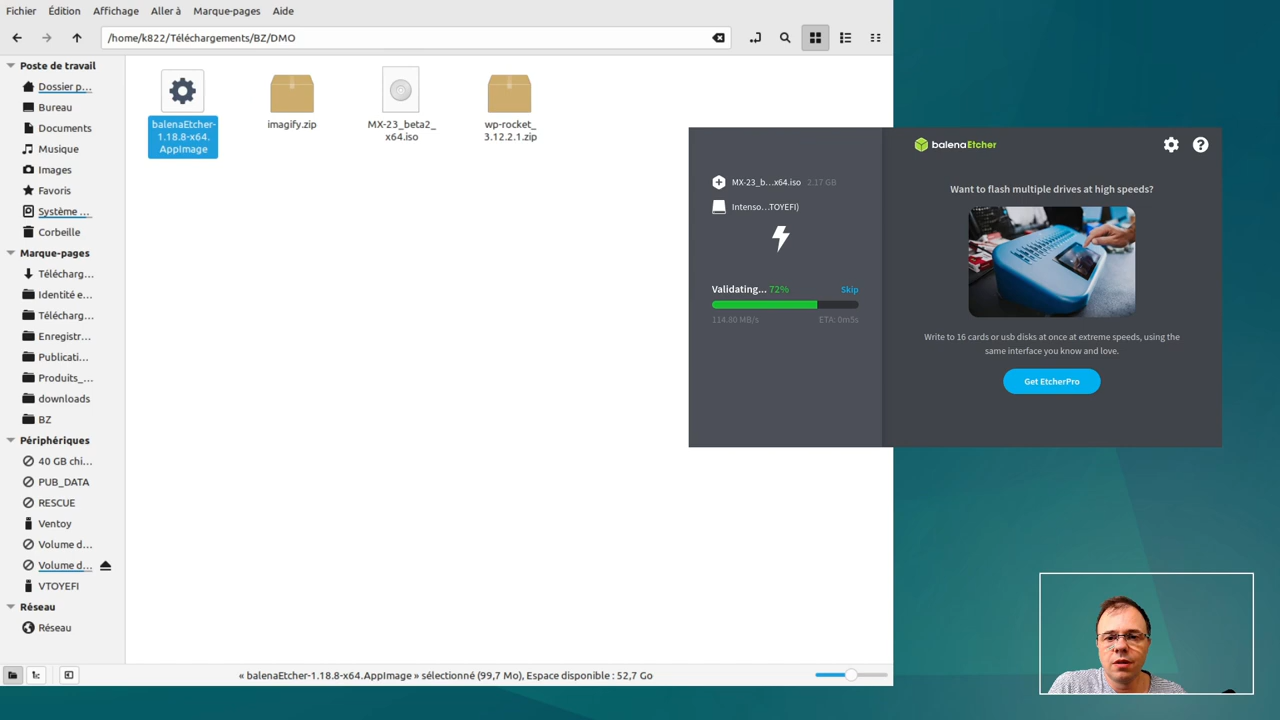 Fichier Édition Affichage Aller à Marque-pages Aide
/home/k822/Téléchargements/BZ/DMO
Poste de travail
Dossier p...
Bureau
Documents
Musique
Images
Favoris
Système ...
Corbeille
Marque-pages
Télécharg...
Identité e...
Télécharg...
Enregistr...
Publicati...
Produits_...
downloads
BZ
Périphériques
40 GB chi...
PUB_DATA
RESCUE
Ventoy
Volume d...
Volume d...
VTOYEFI
Réseau
Réseau
balenaEtcher-
1.18.8-x64.
AppImage
imagify.zip
MX-23_beta2_
x64.iso
wp-rocket_
3.12.2.1.zip
« balenaEtcher-1.18.8-x64.AppImage » sélectionné (99,7 Mo), Espace disponible : 52,7 Go
MX-23_b...x64.iso 2.17 GB
Intenso...TOYEFI)
Validating... 72% Skip
114.80 MB/s ETA: 0m5s
balenaEtcher
Want to flash multiple drives at high speeds?
Write to 16 cards or usb disks at once at extreme speeds, using the
same interface you know and love.
Get EtcherPro